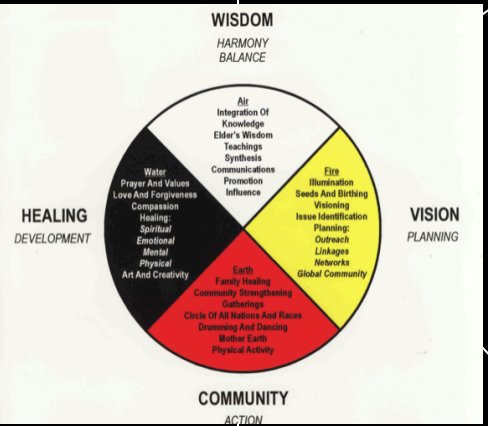 WISDOM
HARMONY
BALANCE
Air
Integration Of
Knowledge
Elder's Wisdom
Teachings
Synthesis
Communications
Promotion
Influence
HEALING
DEVELOPMENT
Water
Prayer And Values
Love And Forgiveness
Compassion
Healing:
Spiritual
Emotional
Mental
Physical
Art And Creativity
Fire
Illumination
Seeds And Birthing
Visioning
Issue Identification
Planning:
Outreach
Linkages
Networks
Global Community
VISION
PLANNING
Earth
Family Healing
Community Strengthening
Gatherings
Circle Of All Nations And Races
Drumming And Dancing
Mother Earth
Physical Activity
COMMUNITY
ACTION